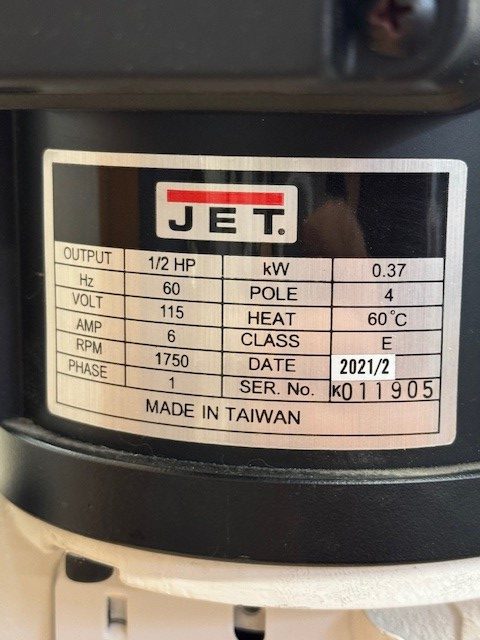 JET.
OUTPUT 1/2 HP kW 0.37
Hz 60 POLE 4
VOLT 115 HEAT 60°C
AMP 6 CLASS E
RPM 1750 DATE 2021/2
PHASE 1 SER. No. K011905
MADE IN TAIWAN